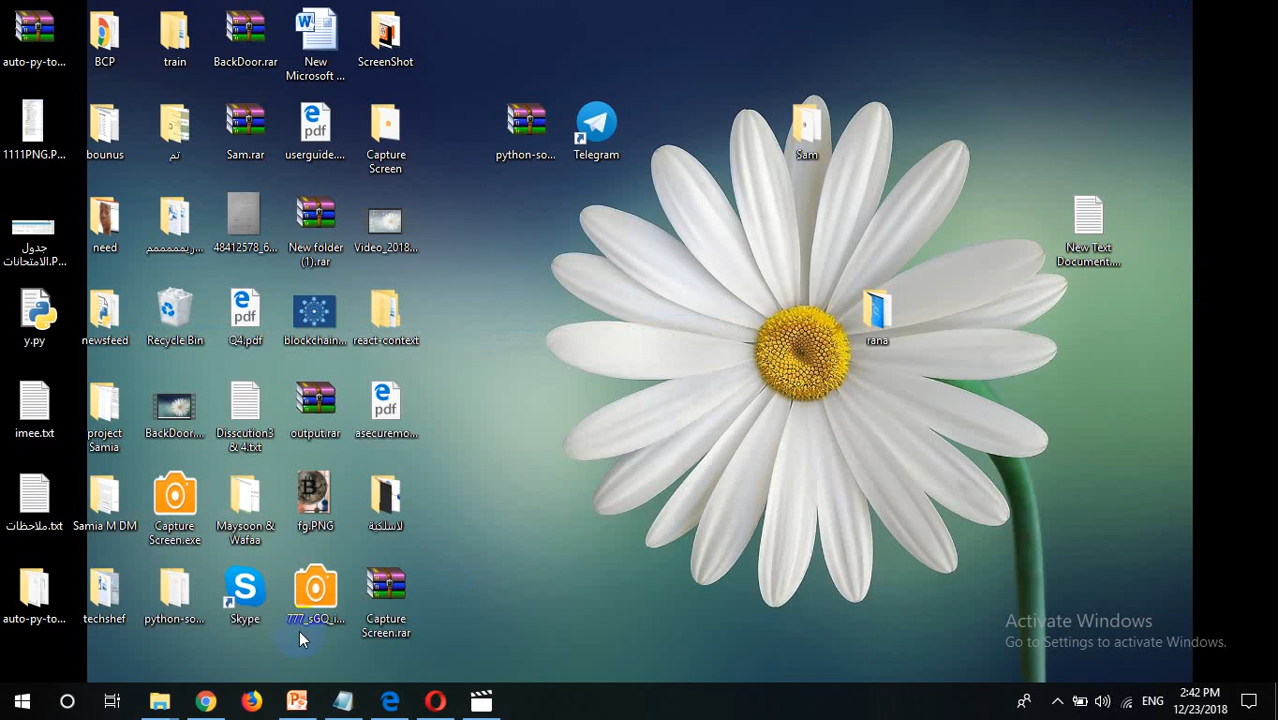 auto-py-to...
BCP
train
BackDoor.rar
New
Microsoft ...
ScreenShot
1111PNG.P...
bounus
تم
Sam.rar
userguide....
Capture
Screen
python-so...
Telegram
Sam
جدول
الامتحانات.P...
need
48412578_6...
New folder
(1).rar
Video_2018...
New Text
Document....
y.py
newsfeed
Recycle Bin
Q4.pdf
blockchain...
react-context
rana
imee.txt
project
Samia
BackDoor....
Disscution3
& 4.txt
output.rar
asecuremo...
ملاحظات.txt
Samia M DM
Capture
Screen.exe
Maysoon &
Wafaa
fg.PNG
لاسلكية
auto-py-to...
techshef
python-so...
Skype
777_sGQ_i...
Capture
Screen.rar
Activate Windows
Go to Settings to activate Windows.
ENG
2:42 PM
12/23/2018